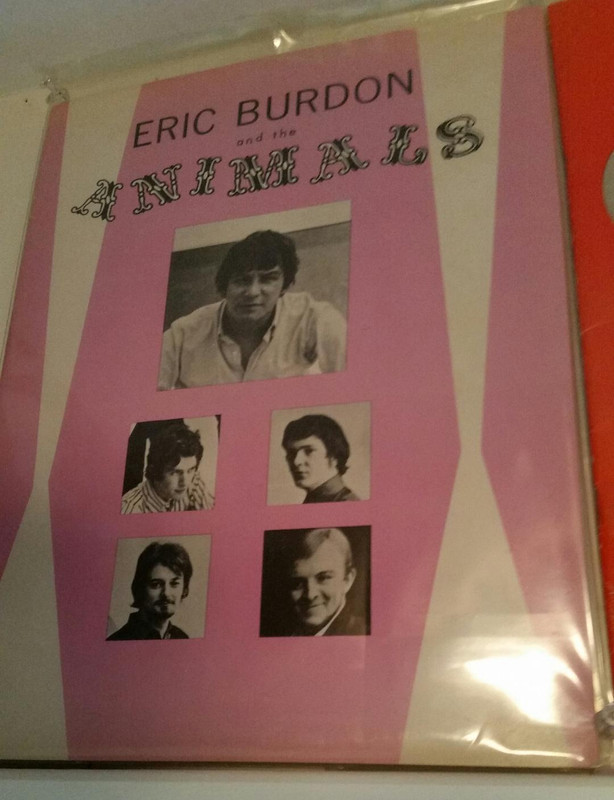 ERIC BURDON
and the
ANIMALS